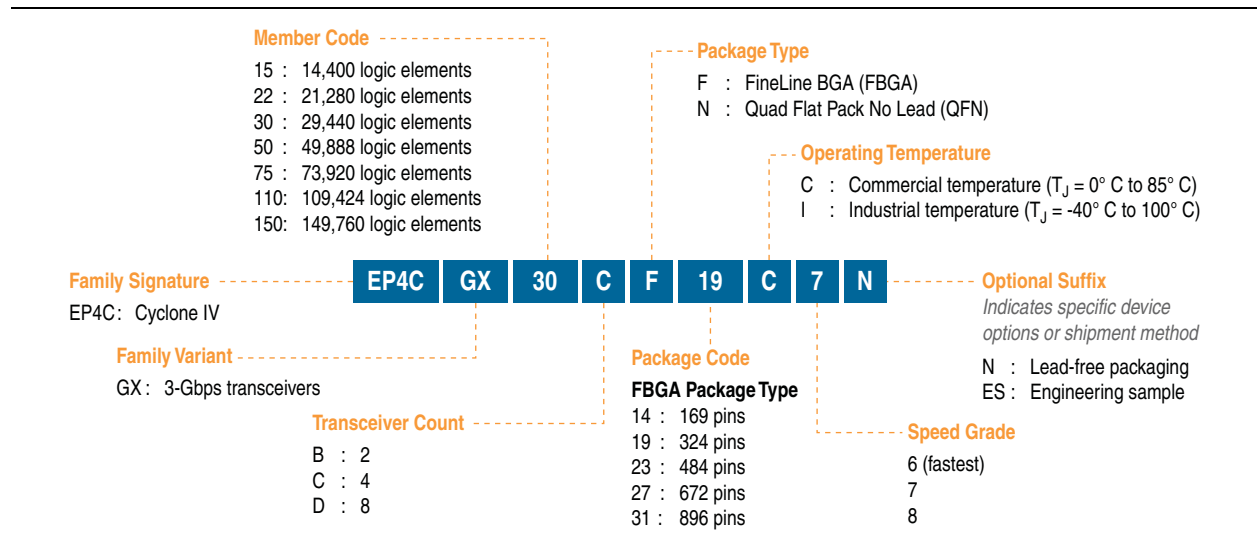 Member Code
15 : 14,400 logic elements
22 : 21,280 logic elements
30 : 29,440 logic elements
50 : 49,888 logic elements
75 : 73,920 logic elements
110: 109,424 logic elements
150: 149,760 logic elements
Package Type
F : FineLine BGA (FBGA)
N : Quad Flat Pack No Lead (QFN)
Operating Temperature
C : Commercial temperature (TJ = 0° C to 85° C)
I : Industrial temperature (TJ = -40° C to 100° C)
EP4C GX 30 C F 19 C 7 N
Family Signature
EP4C : Cyclone IV
Family Variant
GX : 3-Gbps transceivers
Transceiver Count
B : 2
C : 4
D : 8
Package Code
FBGA Package Type
14 : 169 pins
19 : 324 pins
23 : 484 pins
27 : 672 pins
31 : 896 pins
Speed Grade
6 (fastest)
7
8
Optional Suffix
Indicates specific device
options or shipment method
N : Lead-free packaging
ES : Engineering sample